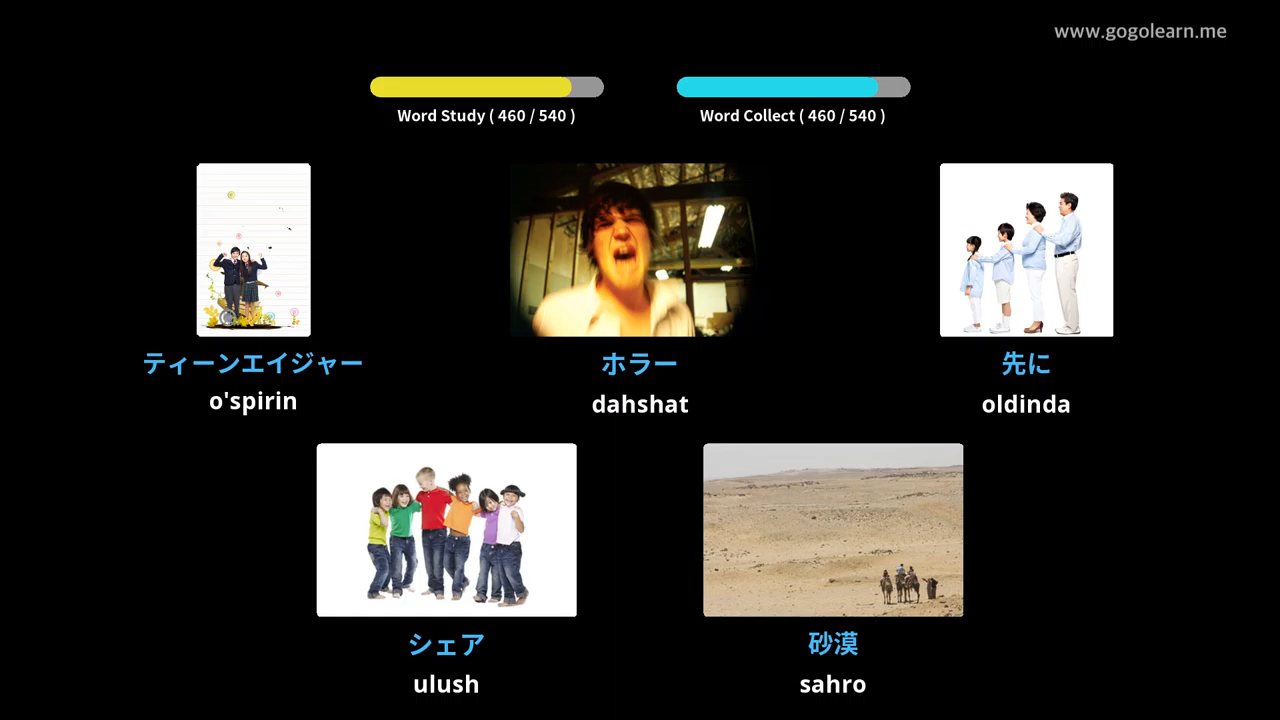 www.gogolearn.me
Word Study ( 460 / 540 )
Word Collect ( 460 / 540 )
ティーンエイジャー
o'spirin
ホラー
dahshat
先に
oldinda
シェア
ulush
砂漠
sahro